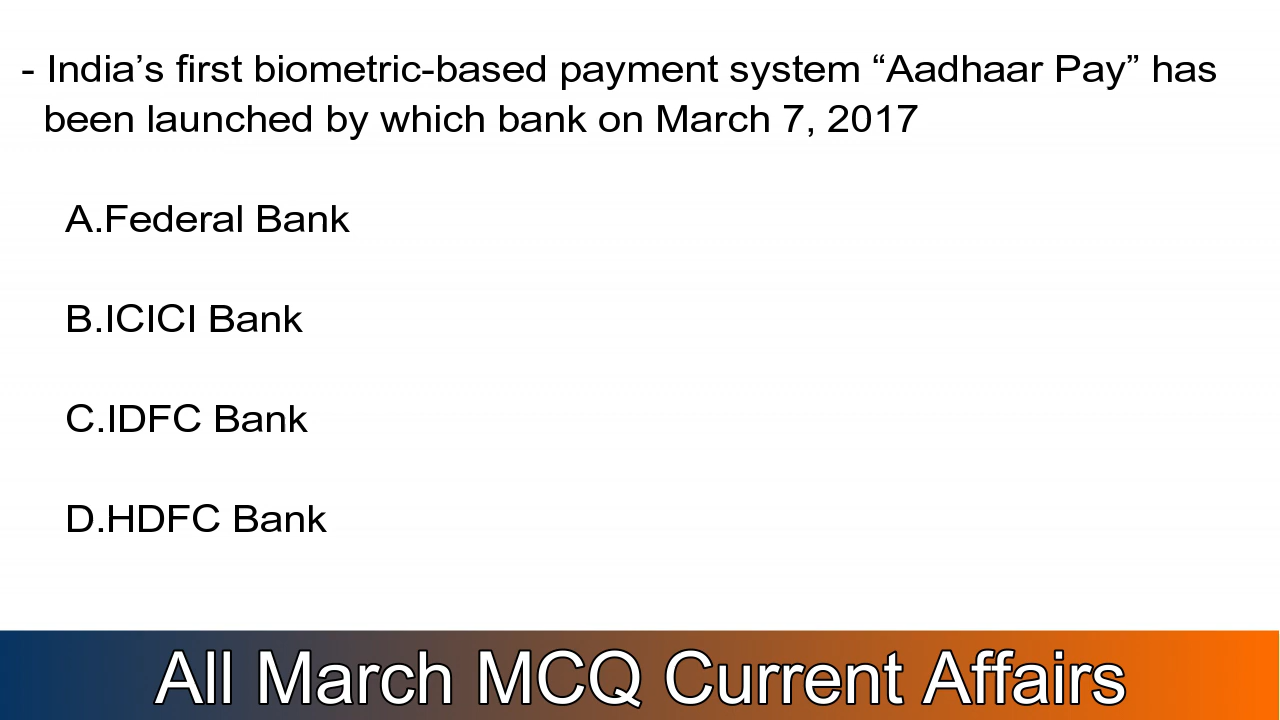 - India’s first biometric-based payment system “Aadhaar Pay” has
been launched by which bank on March 7, 2017
A.Federal Bank
B.ICICI Bank
C.IDFC Bank
D.HDFC Bank
All March MCQ Current Affairs